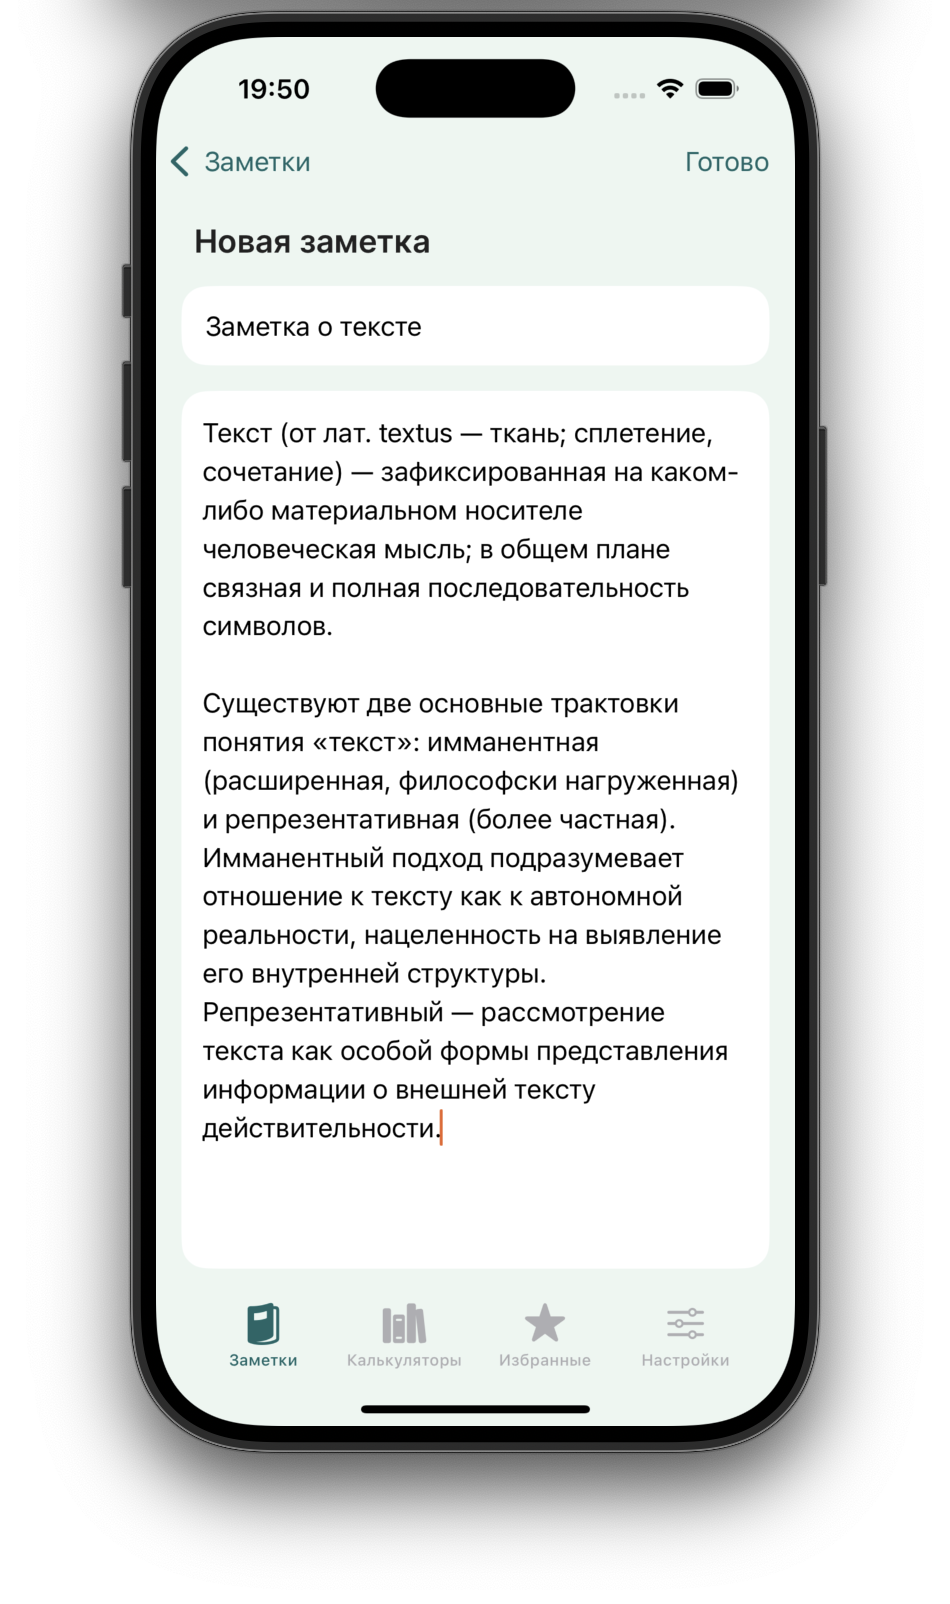 19:50
Заметки
Готово
Новая заметка
Заметка о тексте
Текст (от лат. textus — ткань; сплетение,
сочетание) — зафиксированная на каком-
либо материальном носителе
человеческая мысль; в общем плане
связная и полная последовательность
символов.
Существуют две основные трактовки
понятия «текст»: имманентная
(расширенная, философски нагруженная)
и репрезентативная (более частная).
Имманентный подход подразумевает
отношение к тексту как к автономной
реальности, нацеленность на выявление
его внутренней структуры.
Репрезентативный — рассмотрение
текста как особой формы представления
информации о внешней тексту
действительности.
Заметки
Калькуляторы
Избранные
Настройки